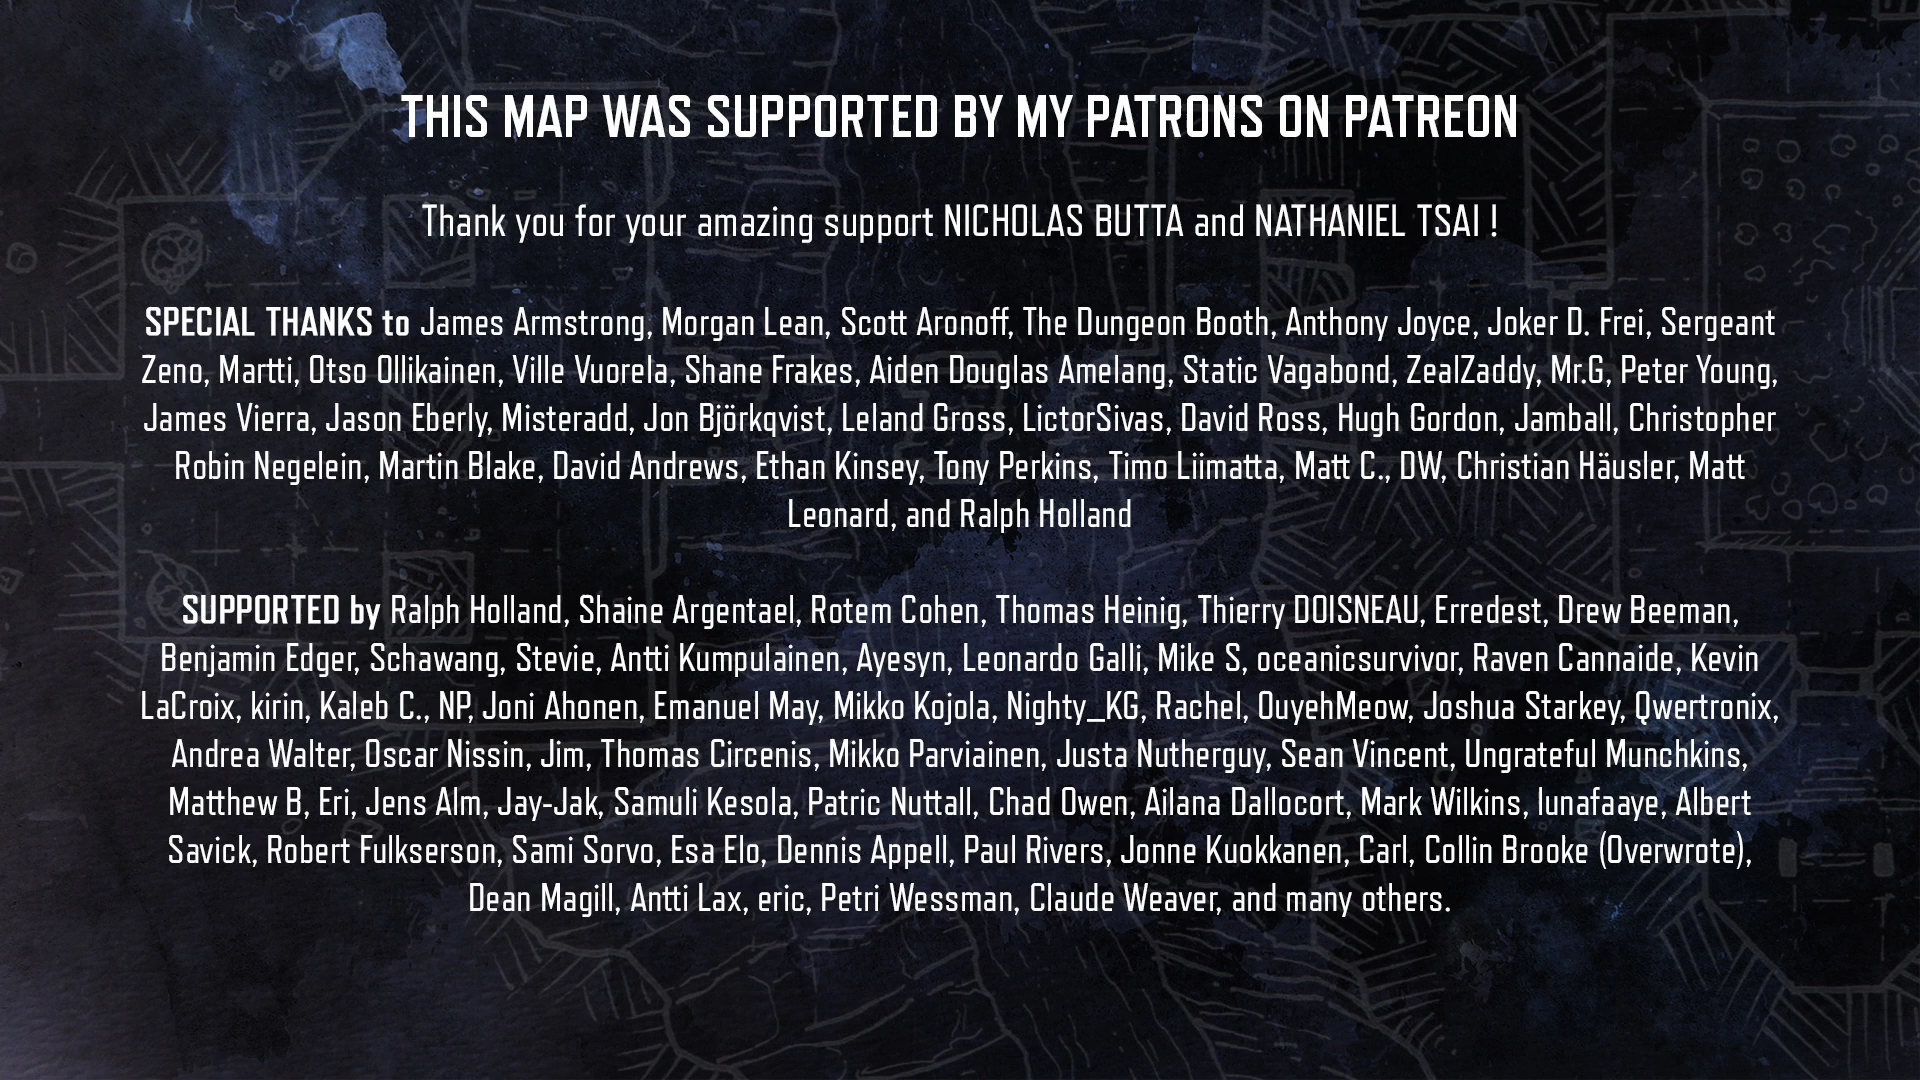 THIS MAP WAS SUPPORTED BY MY PATRONS ON PATREON
Thank you for your amazing support NICHOLAS BUTTA and NATHANIEL TSAI !
SPECIAL THANKS to James Armstrong, Morgan Lean, Scott Aronoff, The Dungeon Booth, Anthony Joyce, Joker D. Frei, Sergeant
Zeno, Martti, Otso Ollikainen, Ville Vuorela, Shane Frakes, Aiden Douglas Amelang, Static Vagabond, ZealZaddy, Mr.G, Peter Young,
James Vierra, Jason Eberly, Misteradd, Jon Björkqvist, Leland Gross, LictorSivas, David Ross, Hugh Gordon, Jamball, Christopher
Robin Negelein, Martin Blake, David Andrews, Ethan Kinsey, Tony Perkins, Timo Liimatta, Matt C., DW, Christian Häusler, Matt
Leonard, and Ralph Holland
SUPPORTED by Ralph Holland, Shaine Argentael, Rotem Cohen, Thomas Heinig, Thierry DOISNEAU, Erredest, Drew Beeman,
Benjamin Edger, Schawang, Stevie, Antti Kumpulainen, Ayesyn, Leonardo Galli, Mike S, oceanicsurvivor, Raven Cannaide, Kevin
LaCroix, kirin, Kaleb C., NP, Joni Ahonen, Emanuel May, Mikko Kojola, Nighty_KG, Rachel, OuyehMeow, Joshua Starkey, Qwertronix,
Andrea Walter, Oscar Nissin, Jim, Thomas Circenis, Mikko Parviainen, Justa Nutherguy, Sean Vincent, Ungrateful Munchkins,
Matthew B, Eri, Jens Alm, Jay-Jak, Samuli Kesola, Patric Nuttall, Chad Owen, Ailana Dallocort, Mark Wilkins, lunafaaye, Albert
Savick, Robert Fulkserson, Sami Sorvo, Esa Elo, Dennis Appell, Paul Rivers, Jonne Kuokkanen, Carl, Collin Brooke (Overwrote),
Dean Magill, Antti Lax, eric, Petri Wessman, Claude Weaver, and many others.